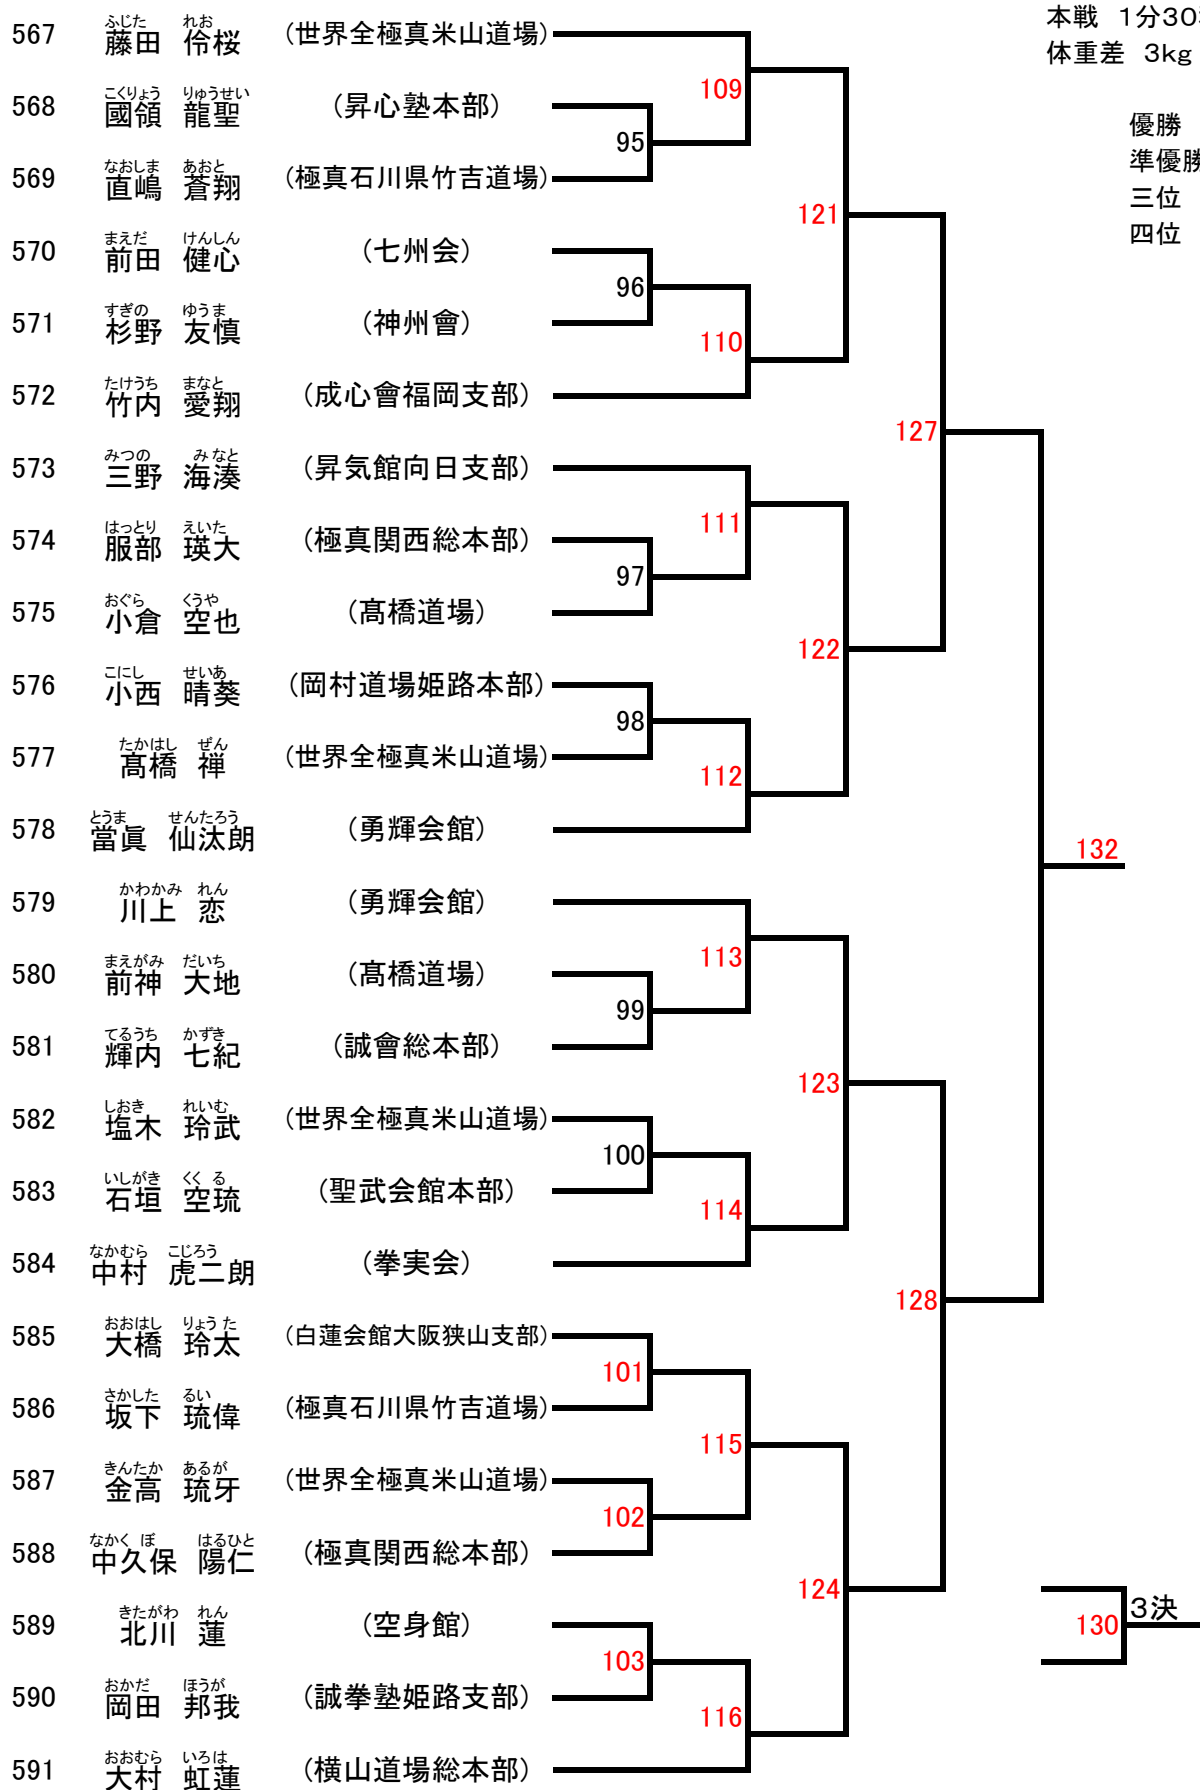 本戦 1分30
体重差 3kg
優勝
準優勝
三位
四位
ふじた れお
567 藤田 伶桜 (世界全極真米山道場)
109
こくりょう りゅうせい
568 國領 龍聖 (昇心塾本部)
95
なおしま あおと
569 直嶋 蒼翔 (極真石川県竹吉道場)
121
まえだ けんしん
570 前田 健心 (七州会)
96
すぎの ゆうま
571 杉野 友慎 (神州會)
110
たけうち まなと
572 竹内 愛翔 (成心會福岡支部)
127
みつの みなと
573 三野 海湊 (昇気館向日支部)
111
はっとり えいた
574 服部 瑛大 (極真関西総本部)
97
おぐら くうや
575 小倉 空也 (髙橋道場)
122
こにし せいあ
576 小西 晴葵 (岡村道場姫路本部)
98
たかはし ぜん
577 髙橋 禅 (世界全極真米山道場)
112
とうま せんたろう
578 當眞 仙汰朗 (勇輝会館)
132
かわかみ れん
579 川上 恋 (勇輝会館)
113
まえがみ だいち
580 前神 大地 (髙橋道場)
99
てるうち かずき
581 輝内 七紀 (誠會総本部)
123
しおき れいむ
582 塩木 玲武 (世界全極真米山道場)
100
いしがき くくる
583 石垣 空琉 (聖武会館本部)
114
なかむら こじろう
584 中村 虎二朗 (拳実会)
128
おおはし りょうた
585 大橋 玲太 (白蓮会館大阪狭山支部)
101
さかした るい
586 坂下 琉偉 (極真石川県竹吉道場)
115
きんたか あるが
587 金高 琉牙 (世界全極真米山道場)
102
なかくぼ はるひと
588 中久保 陽仁 (極真関西総本部)
124
きたがわ れん
589 北川 蓮 (空身館)
130 3決
103
おかだ ほうが
590 岡田 邦我 (誠拳塾姫路支部)
116
おおむら いろは
591 大村 虹蓮 (横山道場総本部)